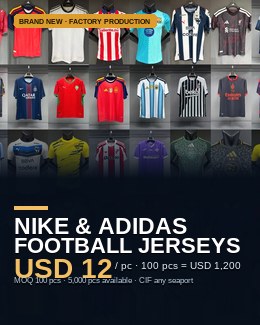 BRAND NEW · FACTORY PRODUCTION
NIKE & ADIDAS
FOOTBALL JERSEYS
USD 12 / pc · 100 pcs = USD 1,200
MOQ 100 pcs · 5,000 pcs available · CIF any seaport